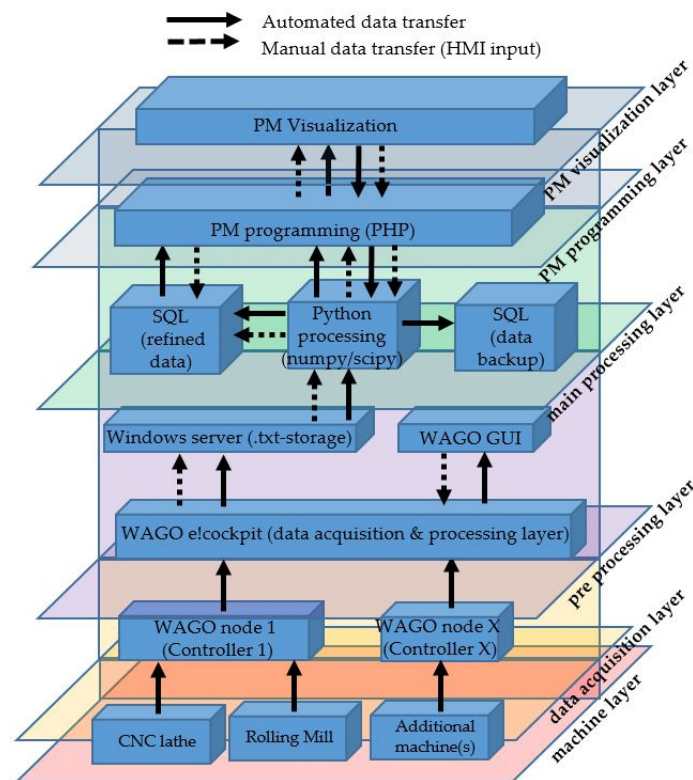 Automated data transfer
Manual data transfer (HMI input)
PM Visualization
PM visualization layer
PM programming (PHP)
PM programming layer
SQL
(refined
data)
Python
processing
(numpy/scipy)
SQL
(data
backup)
main processing layer
Windows server (.txt-storage)
WAGO GUI
WAGO e!cockpit (data acquisition & processing layer)
pre processing layer
WAGO node 1
(Controller 1)
WAGO node X
(Controller X)
data acquisition layer
CNC lathe
Rolling Mill
Additional
machine(s)
machine layer